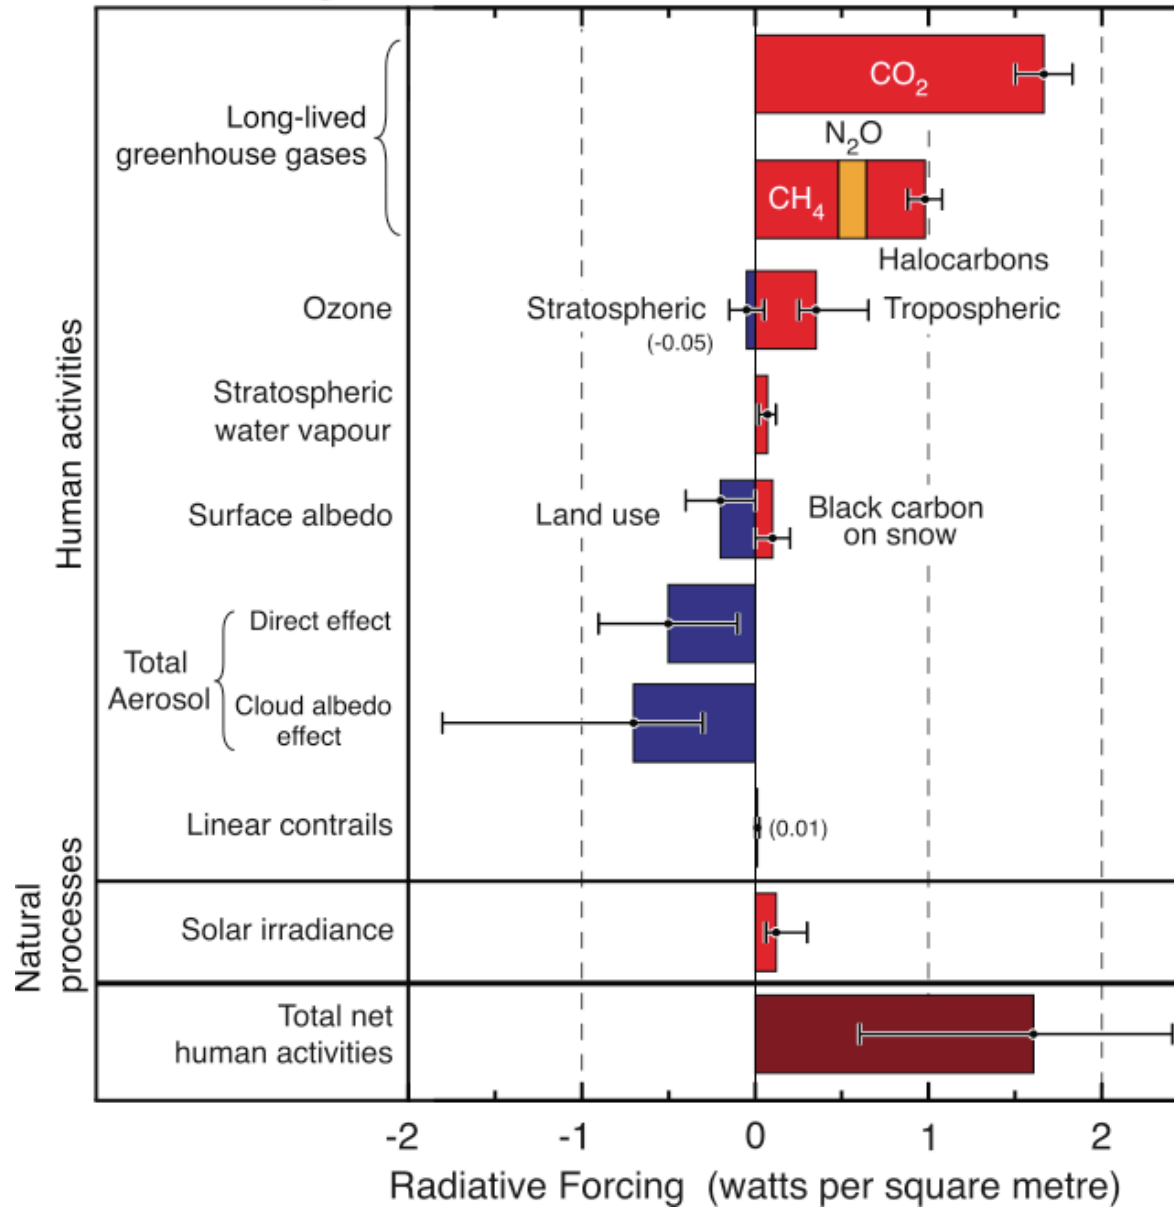 CO2
Long-lived
greenhouse gases
N2O
CH4
Halocarbons
Ozone
Stratospheric
(-0.05)
Tropospheric
Stratospheric
water vapour
Human activities
Surface albedo
Land use
Black carbon
on snow
Total
Aerosol
Direct effect
Cloud albedo
effect
Linear contrails
(0.01)
Natural
processes
Solar irradiance
Total net
human activities
-2 -1 0 1 2
Radiative Forcing (watts per square metre)